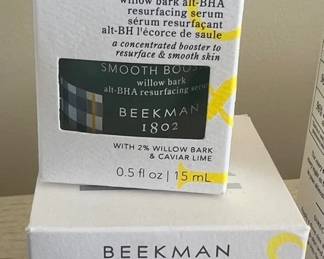 willow bark alt-BHA
resurfacing serum
sérum resurfaçant
alt-BH l'écorce de saule
a concentrated booster to
resurface & smooth skin
SMOOTH BOOS
willow bark
alt-BHA resurfacing seru
BEEKMAN
1802
WITH 2% WILLOW BARK
& CAVIAR LIME
0.5 fl oz | 15 mL
BEEKMAN